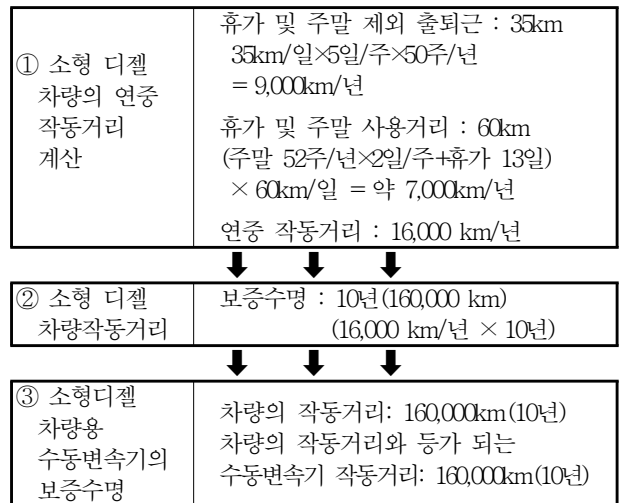 ① 소형 디젤
차량의 연중
작동거리
계산
휴가 및 주말 제외 출퇴근 : 35km
35km/일×5일/주×50주/년
= 9,000km/년
휴가 및 주말 사용거리 : 60km
(주말 52주/년×2일/주+휴가 13일)
× 60km/일 = 약 7,000km/년
연중 작동거리 : 16,000 km/년
② 소형 디젤
차량작동거리
보증수명 : 10년(160,000 km)
(16,000 km/년 × 10년)
③ 소형디젤
차량용
수동변속기의
보증수명
차량의 작동거리: 160,000km(10년)
차량의 작동거리와 등가 되는
수동변속기 작동거리: 160,000km(10년)